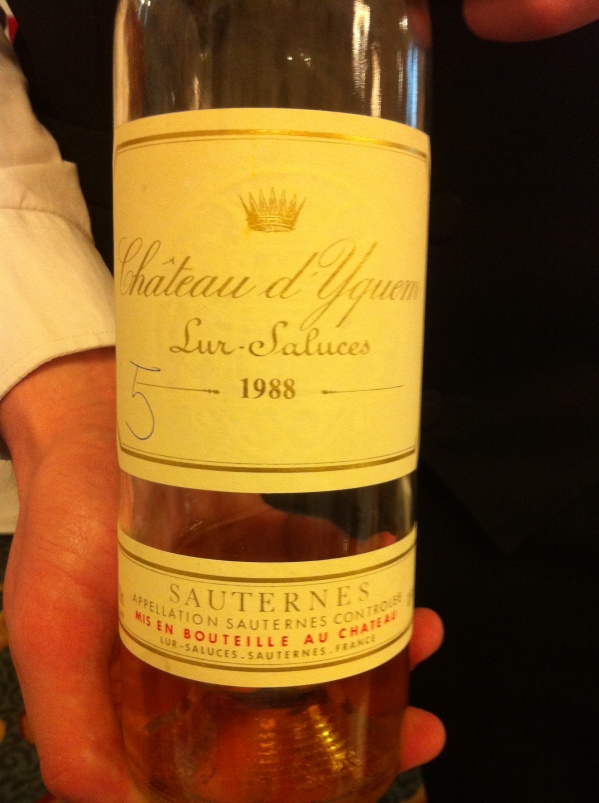 Château d'Yquem
Lur-Saluces
1988
5
SAUTERNES
APPELLATION SAUTERNES CONTROLÉE
MIS EN BOUTEILLE AU CHATEAU
LUR-SALUCES-SAUTERNES-FRANCE